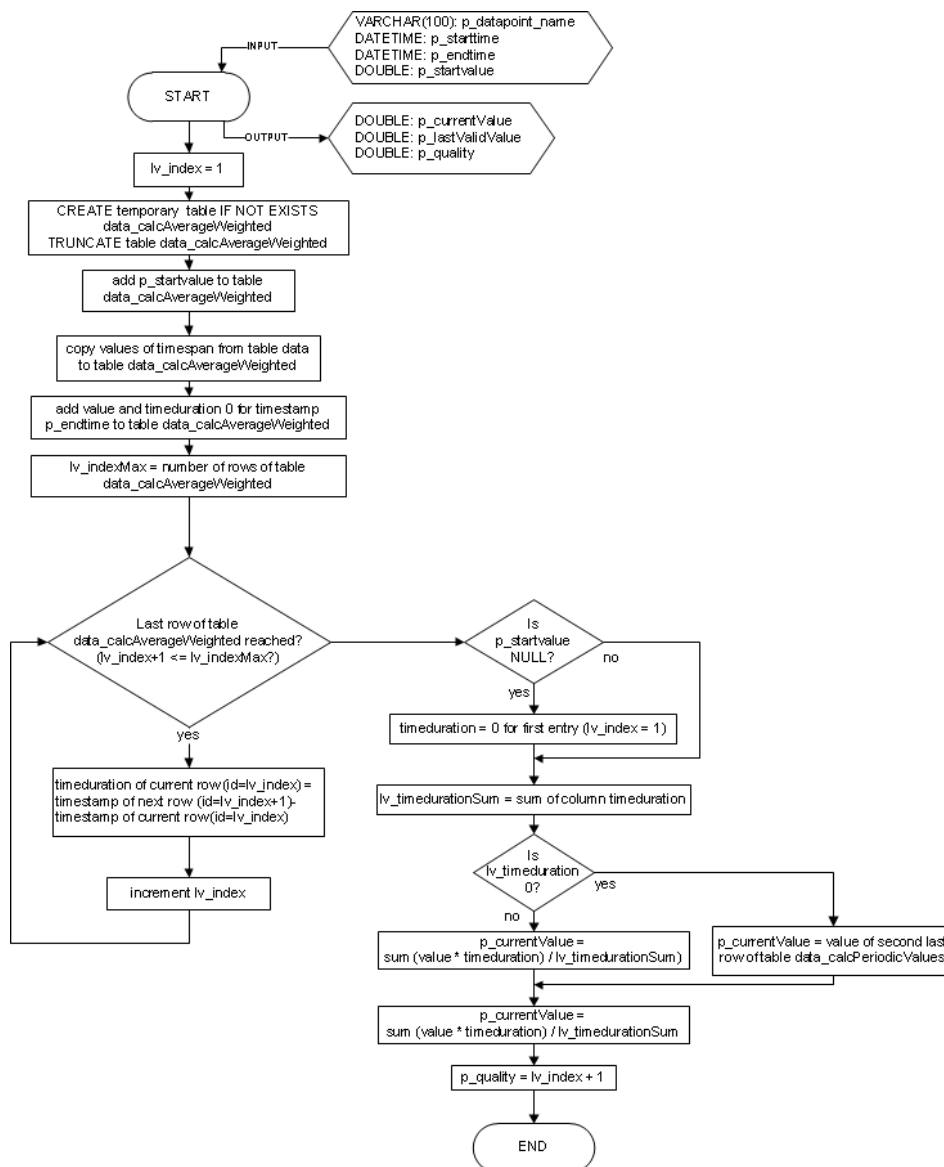 VARCHAR(100): p_datapoint_name
DATETIME: p_starttime
DATETIME: p_endtime
DOUBLE: p_startvalue
INPUT
START
OUTPUT
DOUBLE: p_currentValue
DOUBLE: p_lastValidValue
DOUBLE: p_quality
lv_index = 1
CREATE temporary table IF NOT EXISTS
data_calcAverageWeighted
TRUNCATE table data_calcAverageWeighted
add p_startvalue to table
data_calcAverageWeighted
copy values of timespan from table data
to table data_calcAverageWeighted
add value and timeduration 0 for timestamp
p_endtime to table data_calcAverageWeighted
lv_indexMax = number of rows of table
data_calcAverageWeighted
Last row of table
data_calcAverageWeighted reached?
(lv_index+1 <= lv_indexMax?)
yes
timeduration of current row (id=lv_index) =
timestamp of next row (id=lv_index+1)-
timestamp of current row(id=lv_index)
increment lv_index
Is
p_startvalue
NULL?
no
yes
timeduration = 0 for first entry (lv_index = 1)
lv_timedurationSum = sum of column timeduration
Is
lv_timeduration
0?
yes
no
p_currentValue =
sum (value * timeduration) / lv_timedurationSum)
p_currentValue = value of second last
row of table data_calcPeriodicValues
p_currentValue =
sum (value * timeduration) / lv_timedurationSum
p_quality = lv_index + 1
END